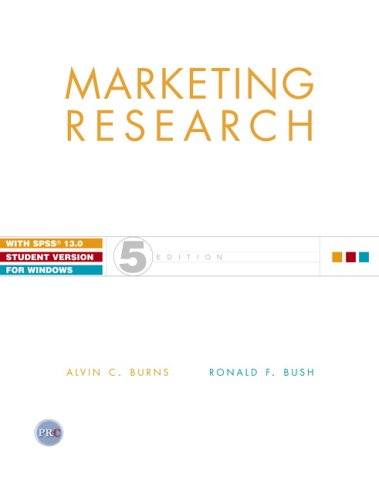 MARKETING
RESEARCH
WITH SPSS® 13.0
STUDENT VERSION
FOR WINDOWS
5 EDITION
ALVIN C. BURNS
RONALD F. BUSH
PRC